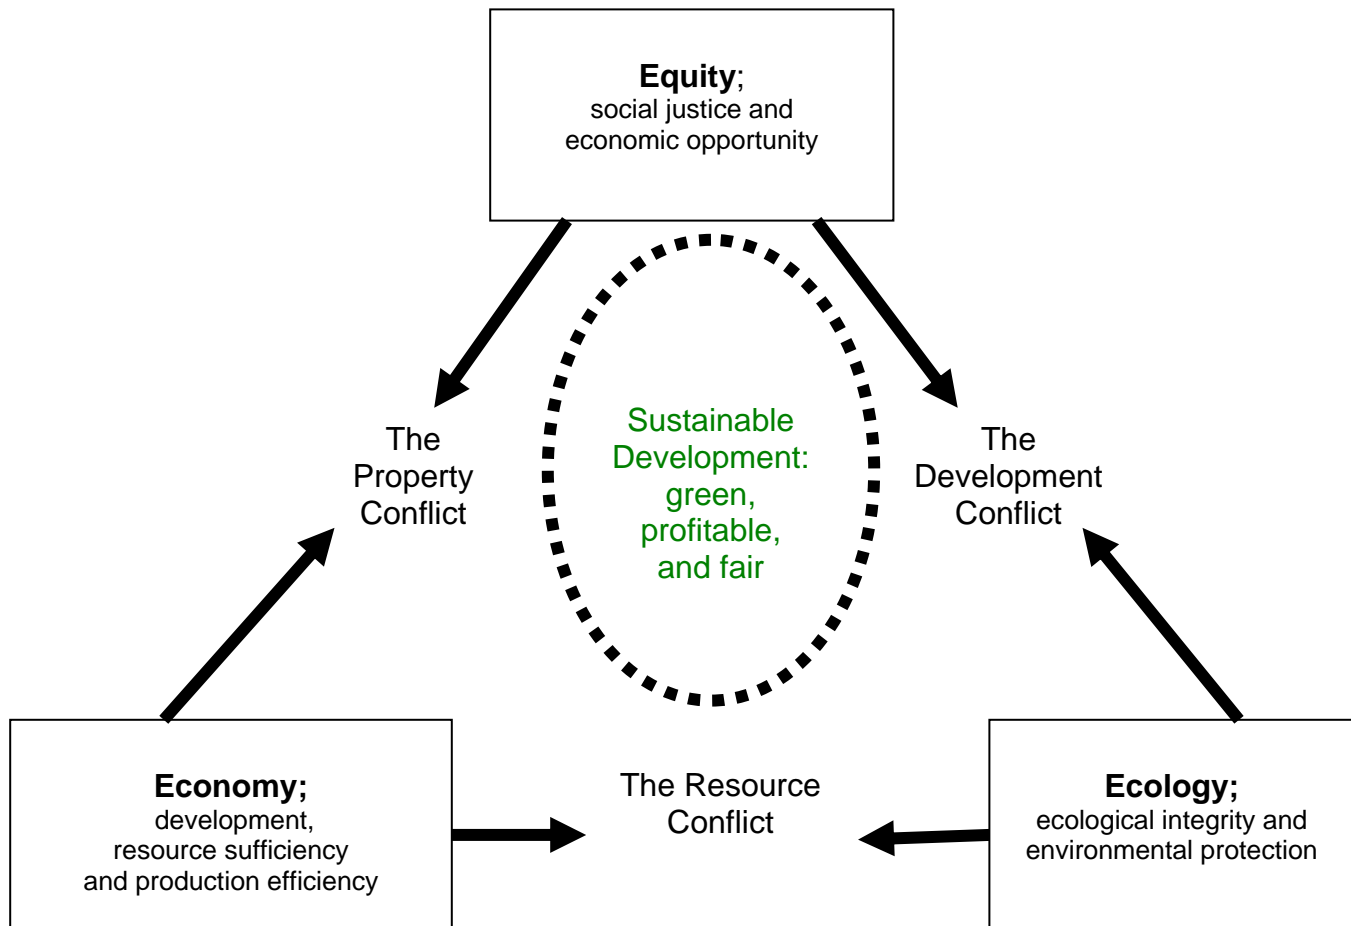 Equity;
social justice and
economic opportunity
The
Property
Conflict
Sustainable
Development:
green,
profitable,
and fair
The
Development
Conflict
Economy;
development,
resource sufficiency
and production efficiency
The Resource
Conflict
Ecology;
ecological integrity and
environmental protection